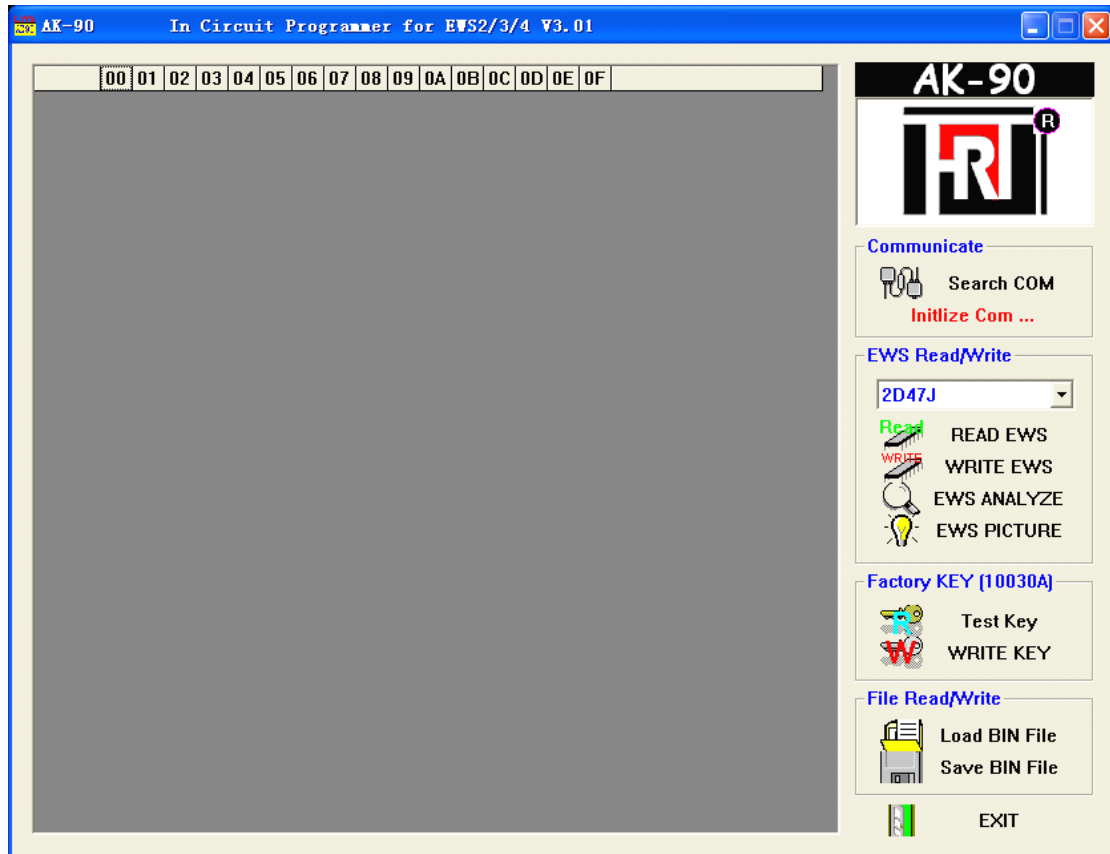 AK-90 In Circuit Programmer for EWS2/3/4 V3.01
00 01 02 03 04 05 06 07 08 09 0A 0B 0C 0D 0E 0F
AK-90
HRT
R
Communicate
Search COM
Initlize Com ...
EWS Read/Write
2D47J
Read
READ EWS
WRITE
WRITE EWS
EWS ANALYZE
EWS PICTURE
Factory KEY (10030A)
R
Test Key
W
WRITE KEY
File Read/Write
Load BIN File
Save BIN File
EXIT